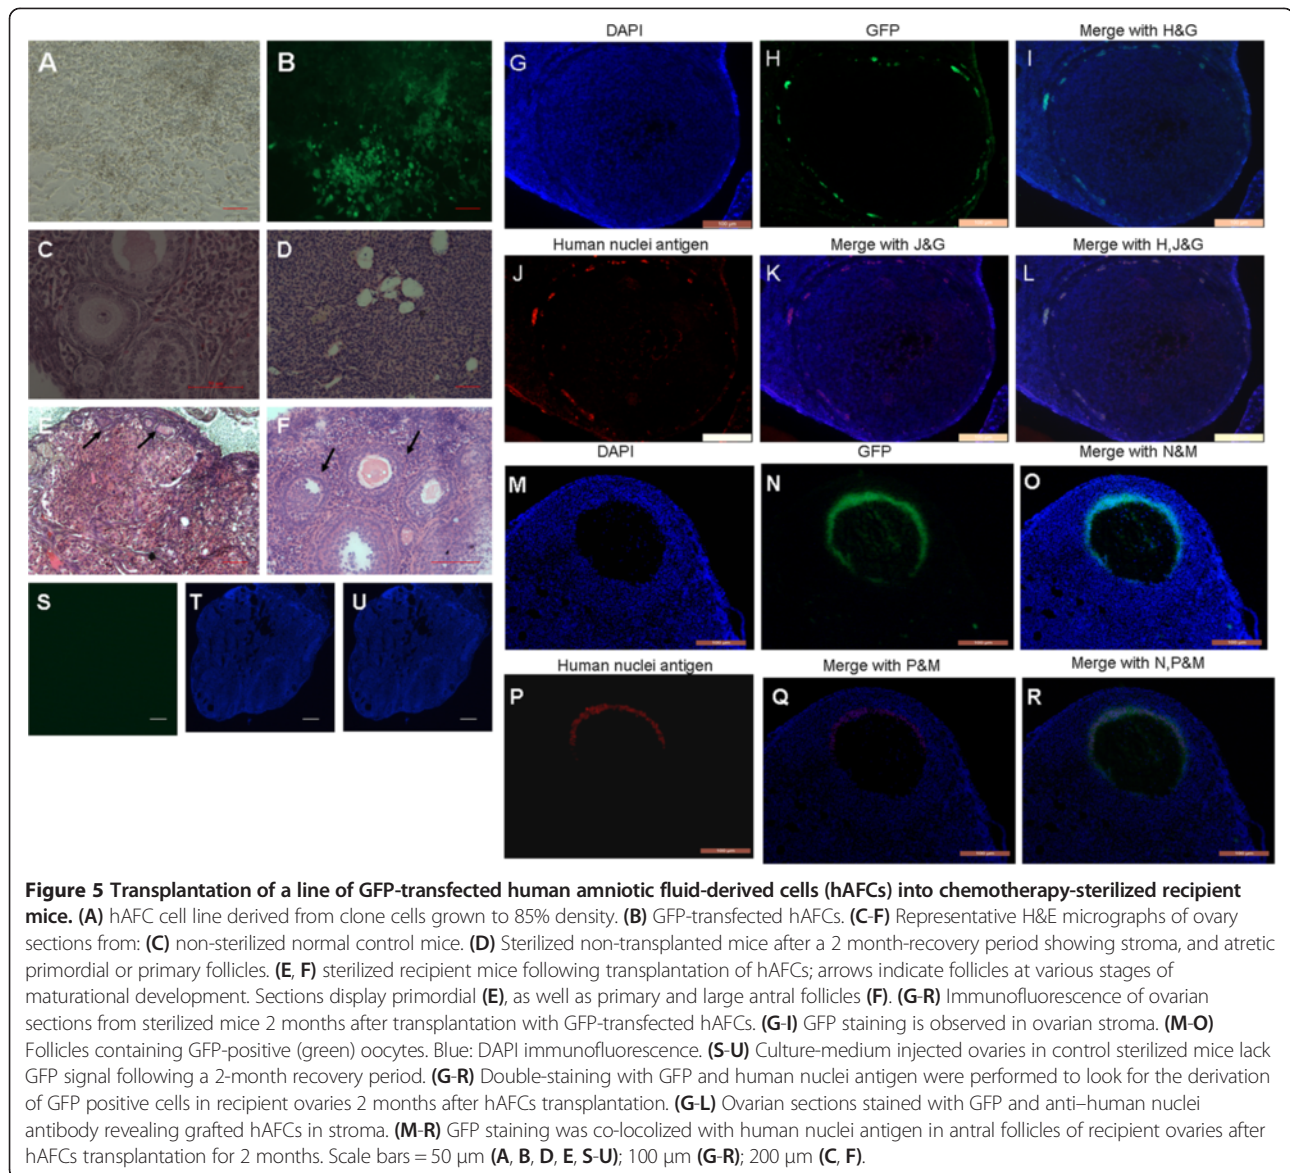 DAPI
GFP
Merge with H&G
A
B
G
H
I
C
D
Human nuclei antigen
Merge with J&G
Merge with H,J&G
J
K
L
E
F
DAPI
GFP
Merge with N&M
M
N
O
S
T
U
Human nuclei antigen
Merge with P&M
Merge with N,P&M
P
Q
R
Figure 5 Transplantation of a line of GFP-transfected human amniotic fluid-derived cells (hAFCs) into chemotherapy-sterilized recipient
mice. (A) hAFC cell line derived from clone cells grown to 85% density. (B) GFP-transfected hAFCs. (C-F) Representative H&E micrographs of ovary
sections from: (C) non-sterilized normal control mice. (D) Sterilized non-transplanted mice after a 2 month-recovery period showing stroma, and atretic
primordial or primary follicles. (E, F) sterilized recipient mice following transplantation of hAFCs; arrows indicate follicles at various stages of
maturational development. Sections display primordial (E), as well as primary and large antral follicles (F). (G-R) Immunofluorescence of ovarian
sections from sterilized mice 2 months after transplantation with GFP-transfected hAFCs. (G-I) GFP staining is observed in ovarian stroma. (M-O)
Follicles containing GFP-positive (green) oocytes. Blue: DAPI immunofluorescence. (S-U) Culture-medium injected ovaries in control sterilized mice lack
GFP signal following a 2-month recovery period. (G-R) Double-staining with GFP and human nuclei antigen were performed to look for the derivation
of GFP positive cells in recipient ovaries 2 months after hAFCs transplantation. (G-L) Ovarian sections stained with GFP and anti–human nuclei
antibody revealing grafted hAFCs in stroma. (M-R) GFP staining was co-locolized with human nuclei antigen in antral follicles of recipient ovaries after
hAFCs transplantation for 2 months. Scale bars = 50 μm (A, B, D, E, S-U); 100 μm (G-R); 200 μm (C, F).